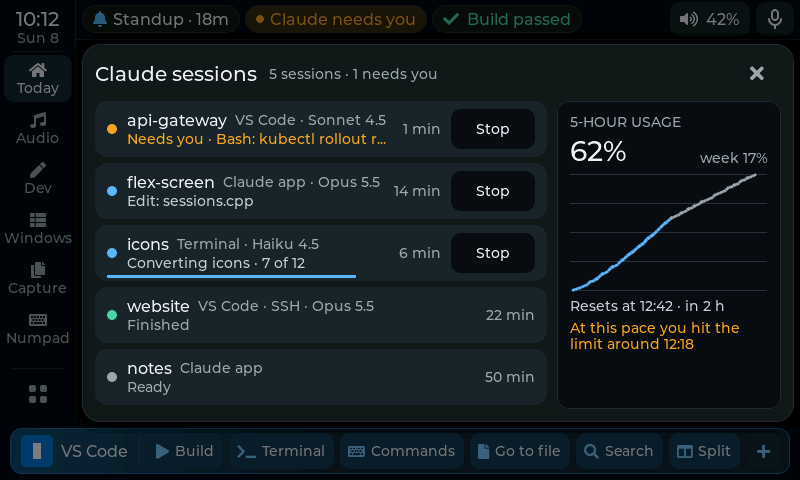 10:12
Sun 8
Standup · 18m
Claude needs you
Build passed
42%
Today
Audio
Dev
Windows
Capture
Numpad
Claude sessions
5 sessions · 1 needs you
api-gateway VS Code · Sonnet 4.5
Needs you · Bash: kubectl rollout r...
1 min
Stop
flex-screen Claude app · Opus 5.5
Edit: sessions.cpp
14 min
Stop
icons Terminal · Haiku 4.5
Converting icons · 7 of 12
6 min
Stop
website VS Code · SSH · Opus 5.5
Finished
22 min
notes Claude app
Ready
50 min
5-HOUR USAGE
62%
week 17%
Resets at 12:42 · in 2 h
At this pace you hit the
limit around 12:18
VS Code
Build
Terminal
Commands
Go to file
Search
Split